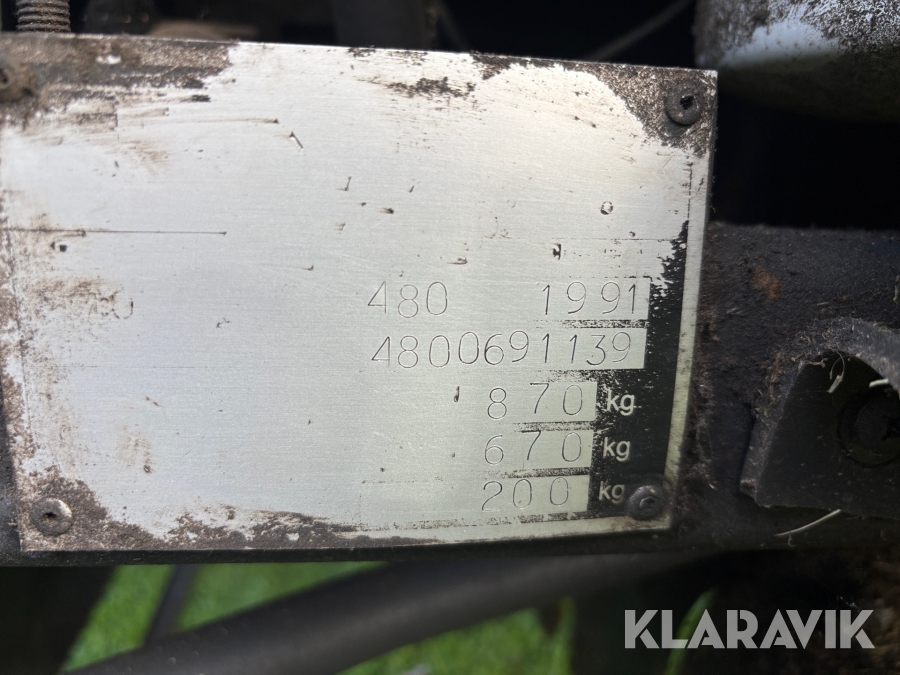 480 1991
4800691139
870 kg
670 kg
200 kg
KLARAVIK